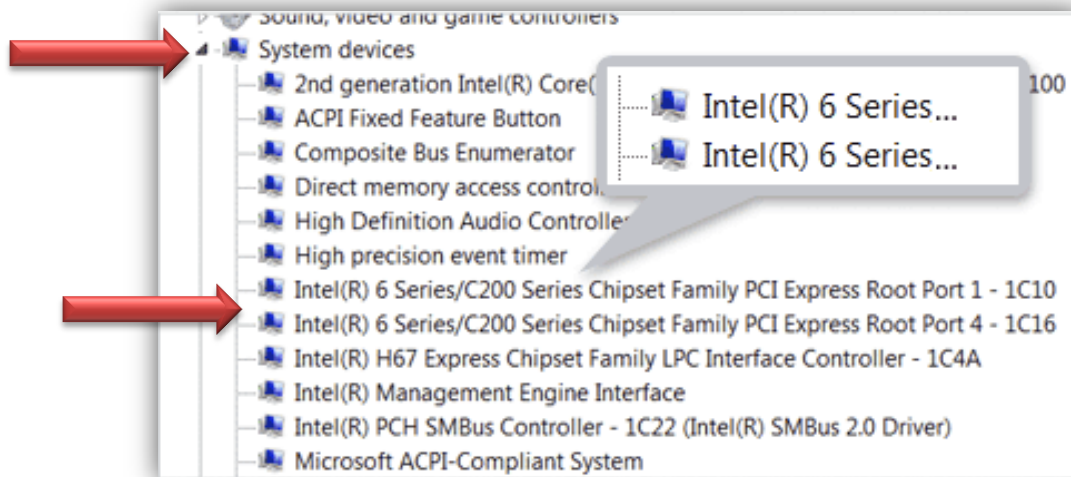 Sound, video and game controllers
System devices
2nd generation Intel(R) Core( 100
Intel(R) 6 Series...
Intel(R) 6 Series...
ACPI Fixed Feature Button
Composite Bus Enumerator
Direct memory access control
High Definition Audio Controller
High precision event timer
Intel(R) 6 Series/C200 Series Chipset Family PCI Express Root Port 1 - 1C10
Intel(R) 6 Series/C200 Series Chipset Family PCI Express Root Port 4 - 1C16
Intel(R) H67 Express Chipset Family LPC Interface Controller - 1C4A
Intel(R) Management Engine Interface
Intel(R) PCH SMBus Controller - 1C22 (Intel(R) SMBus 2.0 Driver)
Microsoft ACPI-Compliant System